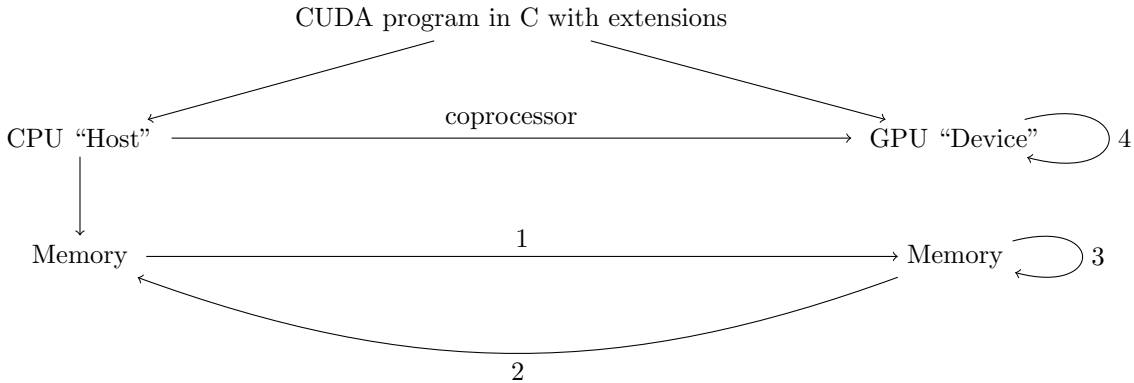 CUDA program in C with extensions
coprocessor
CPU “Host”
GPU “Device”
4
1
Memory
Memory
3
2